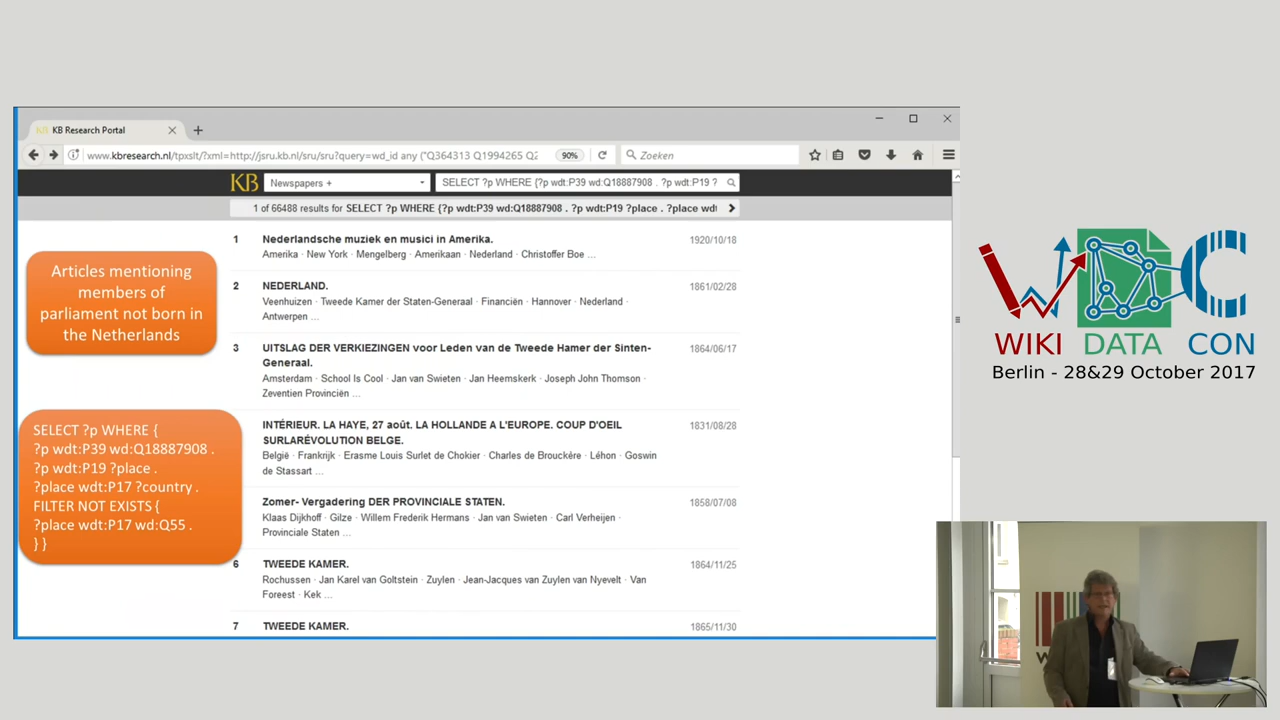 KB Research Portal
www.kbresearch.nl/tpxslt/?xml=http://jsru.kb.nl/sru/sru?query=wd_id any ("Q364313 Q1994265 Q2
90%
Zoeken
KB
Newspapers +
SELECT ?p WHERE {?p wdt:P39 wd:Q18887908 . ?p wdt:P19 ?
1 of 66488 results for SELECT ?p WHERE {?p wdt:P39 wd:Q18887908 . ?p wdt:P19 ?place . ?place wdt
1 Nederlandsche muziek en musici in Amerika. 1920/10/18
Amerika · New York · Mengelberg · Amerikaan · Nederland · Christoffer Boe ...
2 NEDERLAND. 1861/02/28
Veenhuizen · Tweede Kamer der Staten-Generaal · Financiën · Hannover · Nederland ·
Antwerpen ...
3 UITSLAG DER VERKIEZINGEN voor Leden van de Tweede Hamer der Sinten-
Generaal. 1864/06/17
Amsterdam · School Is Cool · Jan van Swieten · Jan Heemskerk · Joseph John Thomson ·
Zeventien Provinciën ...
INTÉRIEUR. LA HAYE, 27 août. LA HOLLANDE A L'EUROPE. COUP D'OEIL
SURLARÉVOLUTION BELGE. 1831/08/28
België · Frankrijk · Erasme Louis Surlet de Chokier · Charles de Brouckère · Léhon · Goswin
de Stassart ...
Zomer- Vergadering DER PROVINCIALE STATEN. 1858/07/08
Klaas Dijkhoff · Gilze · Willem Frederik Hermans · Jan van Swieten · Carl Verheijen ·
Provinciale Staten ...
6 TWEEDE KAMER. 1864/11/25
Rochussen · Jan Karel van Goltstein · Zuylen · Jean-Jacques van Zuylen van Nyevelt · Van
Foreest · Kek ...
7 TWEEDE KAMER. 1865/11/30
Articles mentioning
members of
parliament not born in
the Netherlands
SELECT ?p WHERE {
?p wdt:P39 wd:Q18887908 .
?p wdt:P19 ?place .
?place wdt:P17 ?country .
FILTER NOT EXISTS {
?place wdt:P17 wd:Q55 .
} }
WIKI DATA CON
Berlin - 28&29 October 2017